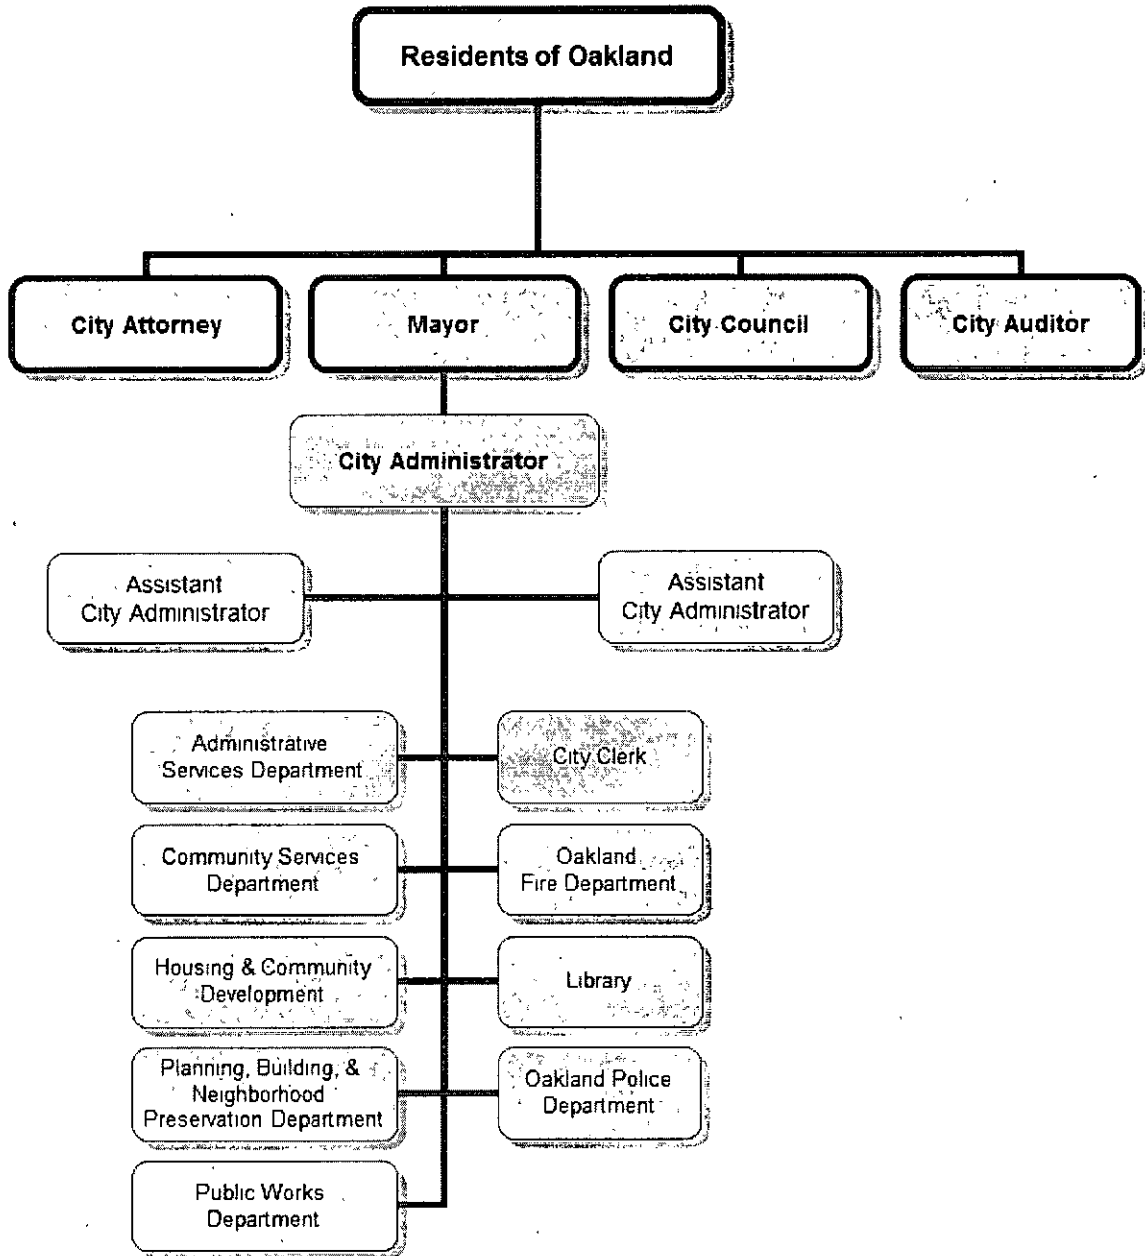 Residents of Oakland
City Attorney
Mayor
City Council
City Auditor
City Administrator
Assistant
City Administrator
Assistant
City Administrator
Administrative
Services Department
City Clerk
Community Services
Department
Oakland
Fire Department
Housing & Community
Development
Library
Planning, Building, &
Neighborhood
Preservation Department
Oakland Police
Department
Public Works
Department